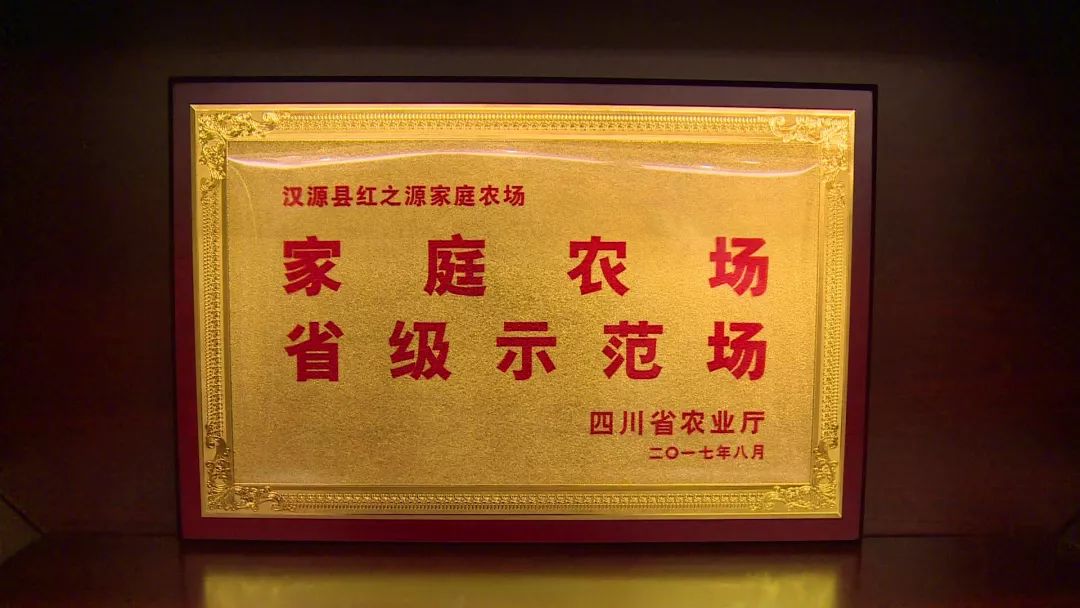 汉源县红之源家庭农场
家庭农场
省级示范场
四川省农业厅
二〇一七年八月